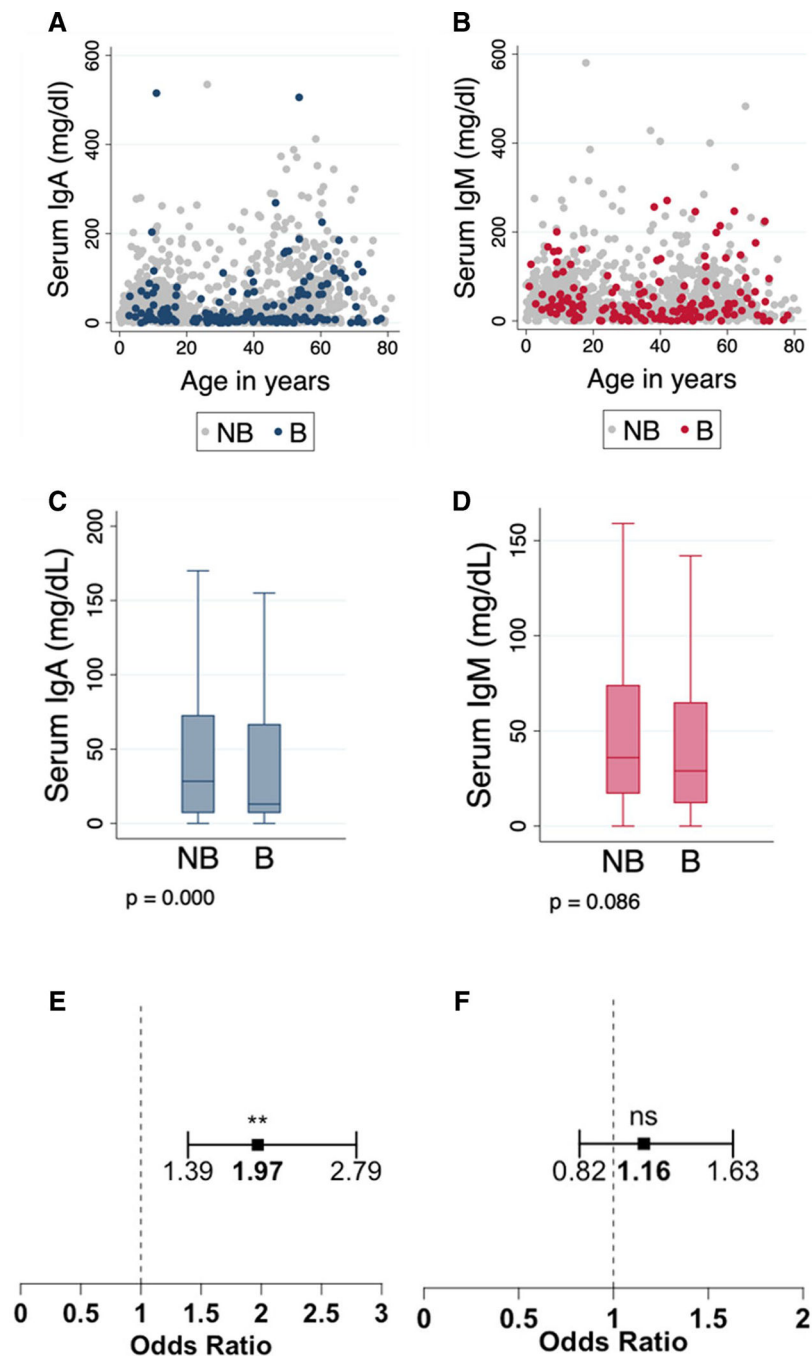 A
600
400
200
0
Serum IgA (mg/dl)
0 20 40 60 80
Age in years
NB B
B
600
400
200
0
Serum IgM (mg/dl)
0 20 40 60 80
Age in years
NB B
C
200
150
100
50
0
Serum IgA (mg/dL)
NB B
p = 0.000
D
150
100
50
0
Serum IgM (mg/dL)
NB B
p = 0.086
E
**
1.39 1.97 2.79
0 0.5 1 1.5 2 2.5 3
Odds Ratio
F
ns
0.82 1.16 1.63
0 0.5 1 1.5 2
Odds Ratio